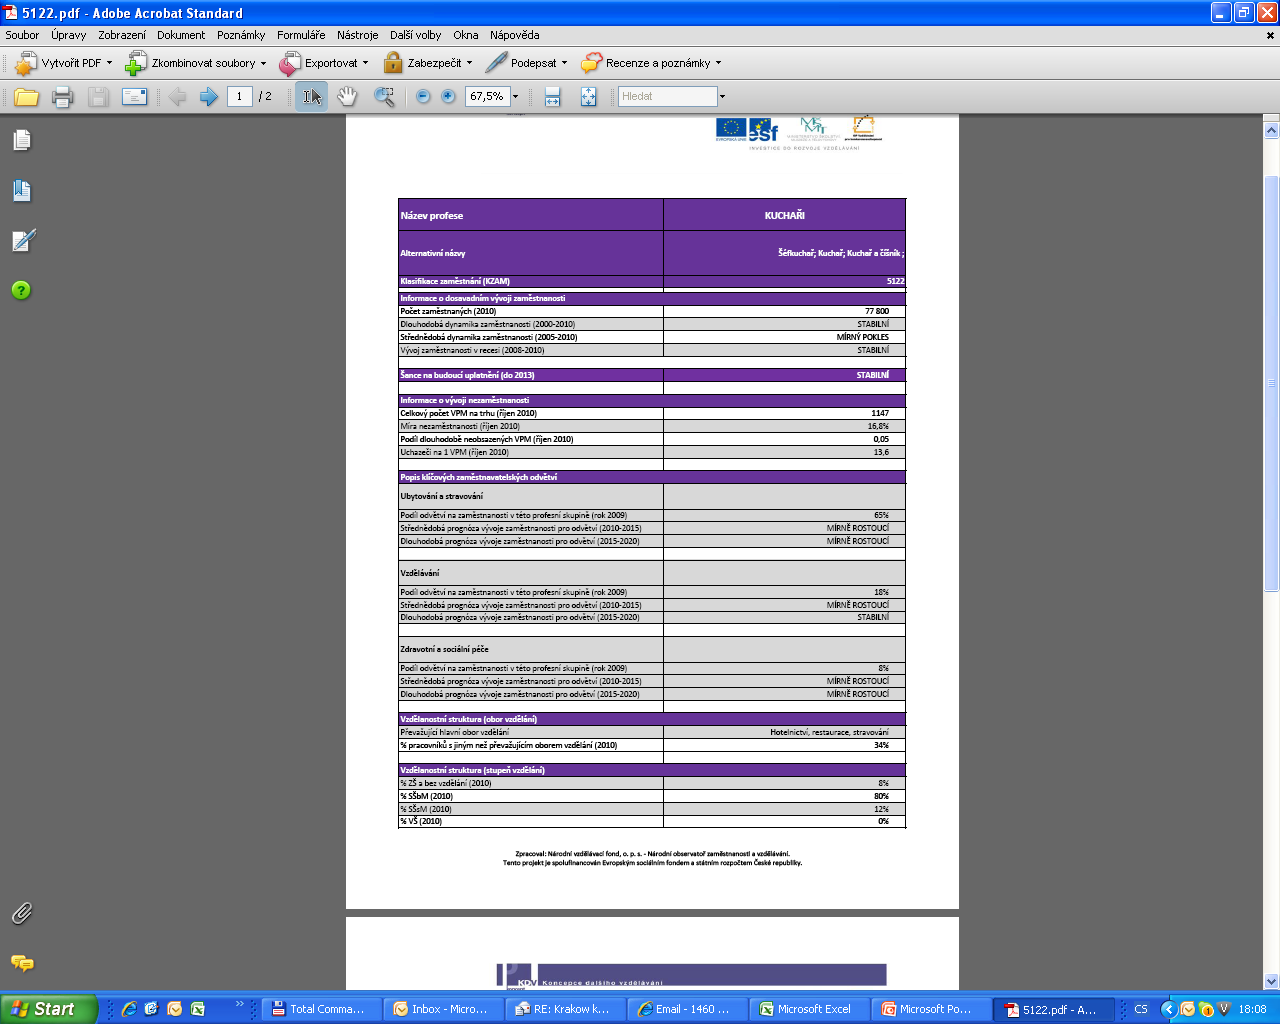 5122.pdf - Adobe Acrobat Standard
Soubor Úpravy Zobrazení Dokument Poznámky Formuláře Nástroje Další volby Okna Nápověda
Vytvořit PDF Zkombinovat soubory Exportovat Zabezpečit Podepsat Recenze a poznámky
1 / 2 67,5% Hledat
EVROPSKÁ UNIE esf
INVESTICE DO ROZVOJE VZDĚLÁVÁNÍ
Název profese KUCHAŘI
Alternativní názvy Šéfkuchař; Kuchař; Kuchař a číšník ;
Klasifikace zaměstnání (KZAM) 5122
Informace o dosavadním vývoji zaměstnanosti
Počet zaměstnaných (2010) 77 800
Dlouhodobá dynamika zaměstnanosti (2000-2010) STABILNÍ
Střednědobá dynamika zaměstnanosti (2005-2010) MÍRNÝ POKLES
Vývoj zaměstnanosti v recesi (2008-2010) STABILNÍ
Šance na budoucí uplatnění (do 2013) STABILNÍ
Informace o vývoji nezaměstnanosti
Celkový počet VPM na trhu (říjen 2010) 1147
Míra nezaměstnanosti (říjen 2010) 16,8%
Podíl dlouhodobě neobsazených VPM (říjen 2010) 0,05
Uchazeči na 1 VPM (říjen 2010) 13,6
Popis klíčových zaměstnavatelských odvětví
Ubytování a stravování
Podíl odvětví na zaměstnanosti v této profesní skupině (rok 2009) 65%
Střednědobá prognóza vývoje zaměstnanosti pro odvětví (2010-2015) MÍRNĚ ROSTOUCÍ
Dlouhodobá prognóza vývoje zaměstnanosti pro odvětví (2015-2020) MÍRNĚ ROSTOUCÍ
Vzdělávání
Podíl odvětví na zaměstnanosti v této profesní skupině (rok 2009) 18%
Střednědobá prognóza vývoje zaměstnanosti pro odvětví (2010-2015) MÍRNĚ ROSTOUCÍ
Dlouhodobá prognóza vývoje zaměstnanosti pro odvětví (2015-2020) STABILNÍ
Zdravotní a sociální péče
Podíl odvětví na zaměstnanosti v této profesní skupině (rok 2009) 8%
Střednědobá prognóza vývoje zaměstnanosti pro odvětví (2010-2015) MÍRNĚ ROSTOUCÍ
Dlouhodobá prognóza vývoje zaměstnanosti pro odvětví (2015-2020) MÍRNĚ ROSTOUCÍ
Vzdělanostní struktura (obor vzdělání)
Převažující hlavní obor vzdělání Hotelnictví, restaurace, stravování
% pracovníků s jiným než převažujícím oborem vzdělání (2010) 34%
Vzdělanostní struktura (stupeň vzdělání)
% ZŠ a bez vzdělání (2010) 8%
% SŠbM (2010) 80%
% SŠsM (2010) 12%
% VŠ (2010) 0%
Zpracoval: Národní vzdělávací fond, o. p. s. - Národní observatoř zaměstnanosti a vzdělávání.
Tento projekt je spolufinancován Evropským sociálním fondem a státním rozpočtem České republiky.
KDV Koncepce dalšího vzdělávání
Start Total Comma... Inbox - Micro... RE: Krakow k... Email - 1460 ... Microsoft Excel Microsoft Po... 5122.pdf - A... CS 18:08